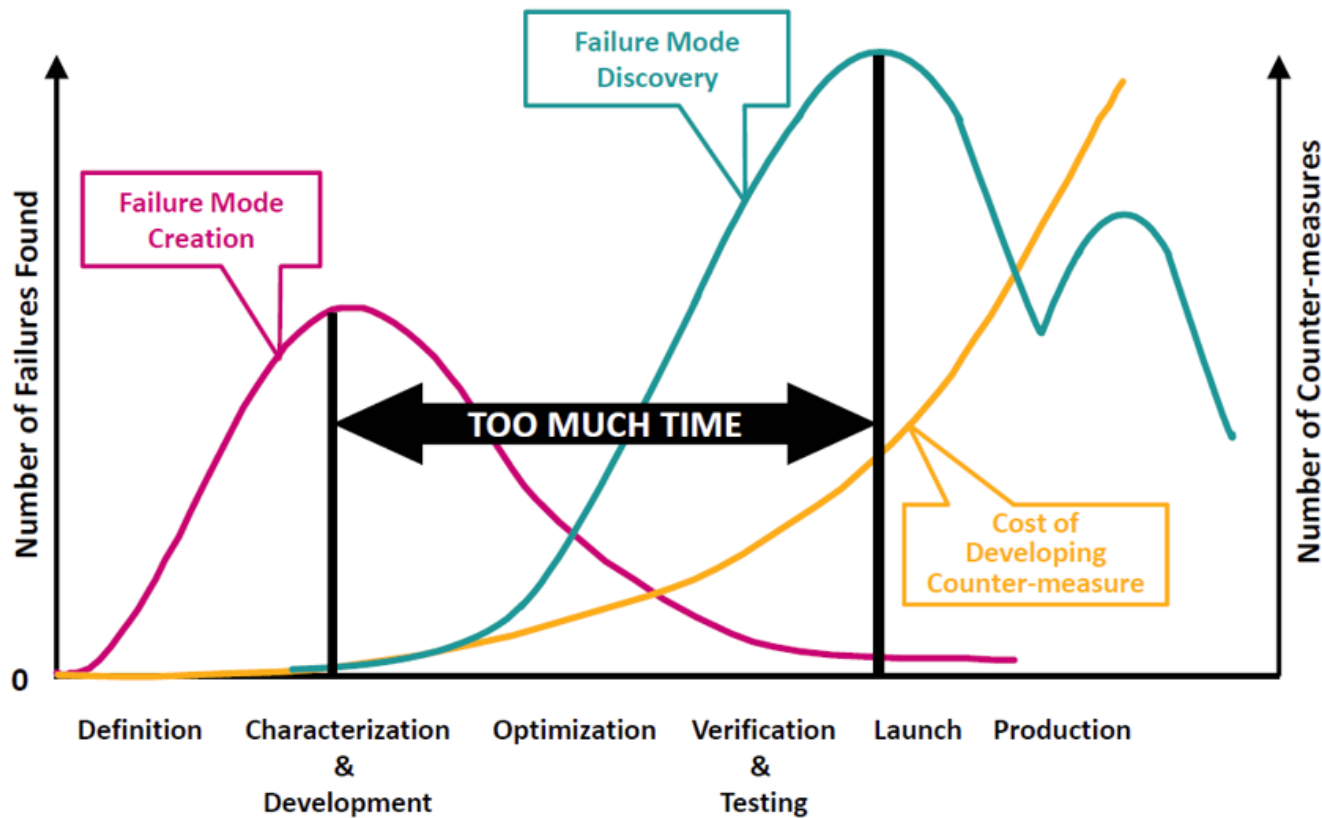 Failure Mode
Discovery
Failure Mode
Creation
Number of Failures Found
Number of Counter-measures
TOO MUCH TIME
Cost of
Developing
Counter-measure
0
Definition
Characterization
&
Development
Optimization
Verification
&
Testing
Launch
Production